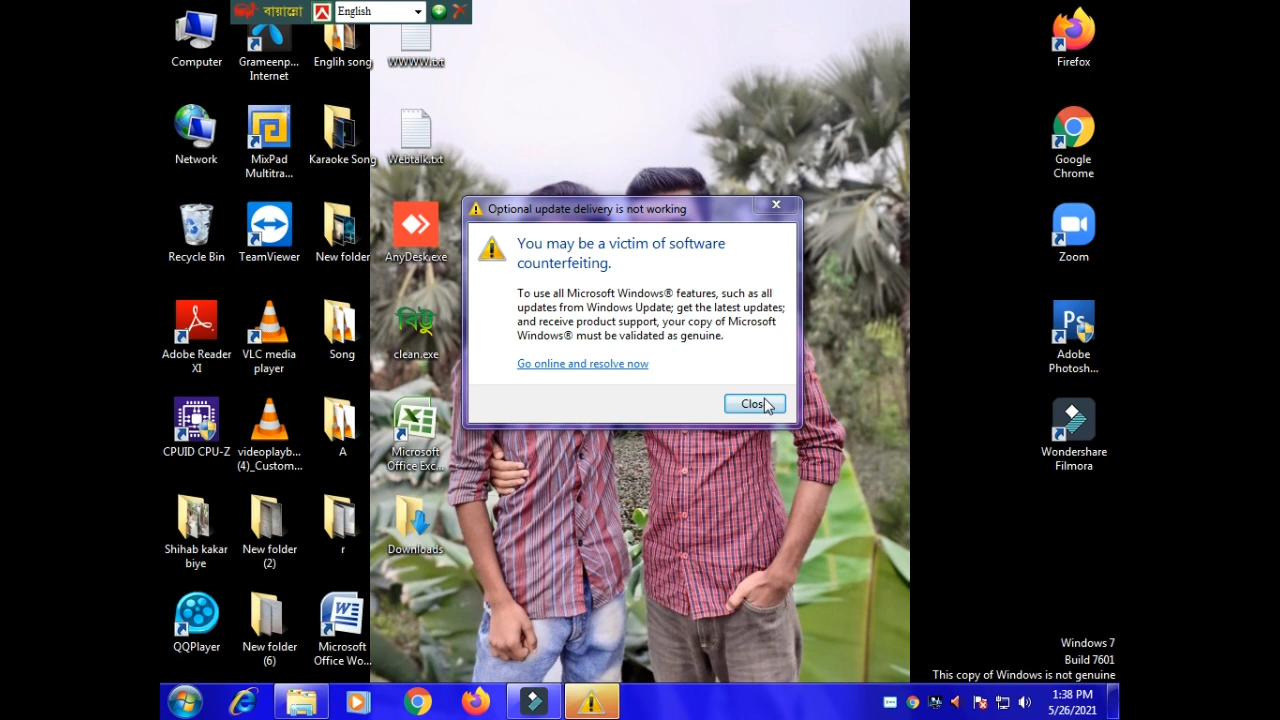 বায়ান্নো
English
Computer
Grameenp...
Internet
Englih song
WWWW.txt
Network
MixPad
Multitra...
Karaoke Song
Webtalk.txt
Recycle Bin
TeamViewer
New folder
AnyDesk.exe
Adobe Reader
XI
VLC media
player
Song
বিট্টু
clean.exe
CPUID CPU-Z
videoplayb...
(4)_Custom...
A
Microsoft
Office Exc...
Shihab kakar
biye
New folder
(2)
r
Downloads
QQPlayer
New folder
(6)
Microsoft
Office Wo...
Optional update delivery is not working
You may be a victim of software
counterfeiting.
To use all Microsoft Windows® features, such as all
updates from Windows Update; get the latest updates;
and receive product support, your copy of Microsoft
Windows® must be validated as genuine.
Go online and resolve now
Clos
Firefox
Google
Chrome
Zoom
Ps
Adobe
Photosh...
Wondershare
Filmora
Windows 7
Build 7601
This copy of Windows is not genuine
1:38 PM
5/26/2021